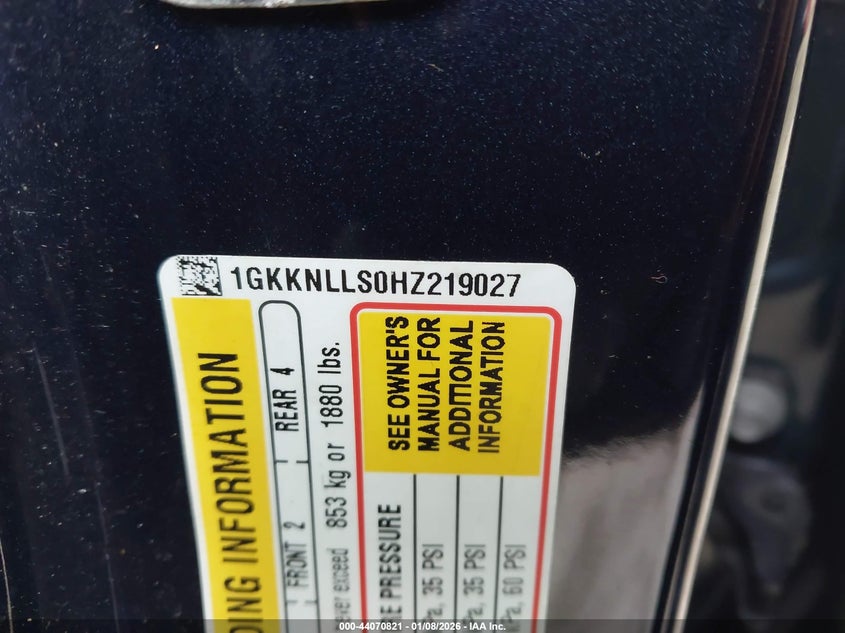 1GKKNLLS0HZ219027
SEE OWNER'S
MANUAL FOR
ADDITIONAL
INFORMATION
INFORMATION
FRONT 2 REAR 4
exceed 853 kg or 1880 lbs.
PRESSURE
35 PSI
35 PSI
60 PSI
000-44070821 - 01/08/2026 - IAA Inc.